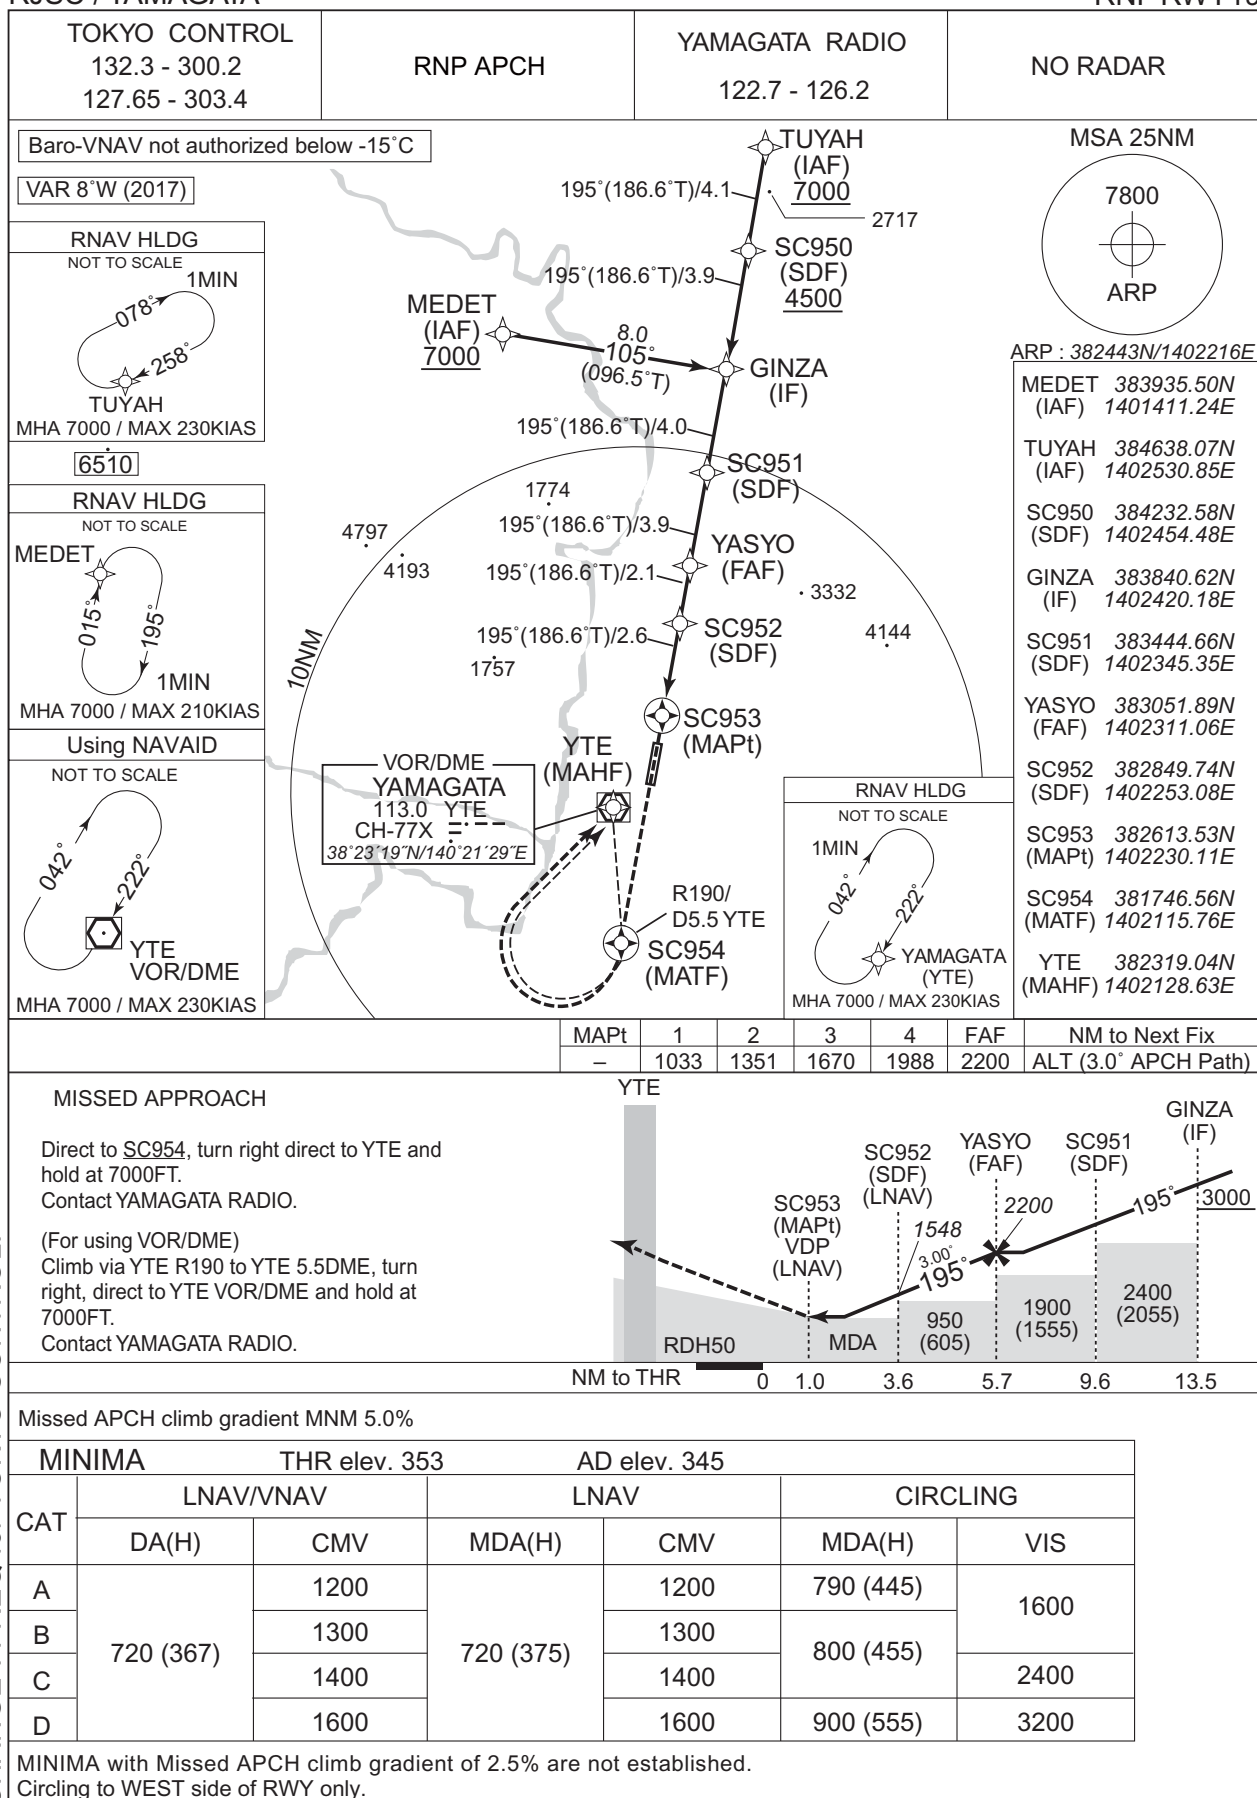 RJSC / YAMAGATA
TOKYO CONTROL
132.3 - 300.2
127.65 - 303.4
RNP APCH
YAMAGATA RADIO
122.7 - 126.2
NO RADAR
Baro-VNAV not authorized below -15˚C
VAR 8˚W (2017)
RNAV HLDG
NOT TO SCALE
1MIN
078˚
258˚
TUYAH
MHA 7000 / MAX 230KIAS
6510
RNAV HLDG
NOT TO SCALE
MEDET
015˚
195˚
1MIN
MHA 7000 / MAX 210KIAS
Using NAVAID
NOT TO SCALE
042˚
222˚
YTE
VOR/DME
MHA 7000 / MAX 230KIAS
TUYAH
(IAF)
7000
195˚(186.6˚T)/4.1
2717
SC950
(SDF)
4500
195˚(186.6˚T)/3.9
MEDET
(IAF)
7000
8.0
105˚
(096.5˚T)
GINZA
(IF)
195˚(186.6˚T)/4.0
SC951
(SDF)
1774
195˚(186.6˚T)/3.9
4797
4193
YASYO
(FAF)
195˚(186.6˚T)/2.1
3332
SC952
(SDF)
195˚(186.6˚T)/2.6
4144
1757
10NM
SC953
(MAPt)
YTE
(MAHF)
VOR/DME
YAMAGATA
113.0 YTE
CH-77X
38˚23´19˝N/140˚21´29˝E
R190/
D5.5 YTE
SC954
(MATF)
RNAV HLDG
NOT TO SCALE
1MIN
042˚
222˚
YAMAGATA
(YTE)
MHA 7000 / MAX 230KIAS
MSA 25NM
7800
ARP
ARP : 382443N/1402216E
MEDET 383935.50N
(IAF) 1401411.24E
TUYAH 384638.07N
(IAF) 1402530.85E
SC950 384232.58N
(SDF) 1402454.48E
GINZA 383840.62N
(IF) 1402420.18E
SC951 383444.66N
(SDF) 1402345.35E
YASYO 383051.89N
(FAF) 1402311.06E
SC952 382849.74N
(SDF) 1402253.08E
SC953 382613.53N
(MAPt) 1402230.11E
SC954 381746.56N
(MATF) 1402115.76E
YTE 382319.04N
(MAHF) 1402128.63E
MAPt 1 2 3 4 FAF NM to Next Fix
– 1033 1351 1670 1988 2200 ALT (3.0˚ APCH Path)
MISSED APPROACH
Direct to SC954, turn right direct to YTE and
hold at 7000FT.
Contact YAMAGATA RADIO.
(For using VOR/DME)
Climb via YTE R190 to YTE 5.5DME, turn
right, direct to YTE VOR/DME and hold at
7000FT.
Contact YAMAGATA RADIO.
YTE
GINZA
(IF)
SC951
(SDF)
YASYO
(FAF)
SC952
(SDF)
(LNAV)
SC953
(MAPt)
VDP
(LNAV)
195˚
3000
2200
1548
3.00˚
195˚
2400
(2055)
1900
(1555)
950
(605)
MDA
RDH50
NM to THR 0 1.0 3.6 5.7 9.6 13.5
Missed APCH climb gradient MNM 5.0%
MINIMA THR elev. 353 AD elev. 345
CAT LNAV/VNAV LNAV CIRCLING
DA(H) CMV MDA(H) CMV MDA(H) VIS
A 720 (367) 1200 720 (375) 1200 790 (445) 1600
B 1300 1300 800 (455)
C 1400 1400 2400
D 1600 1600 900 (555) 3200
MINIMA with Missed APCH climb gradient of 2.5% are not established.
Circling to WEST side of RWY only.